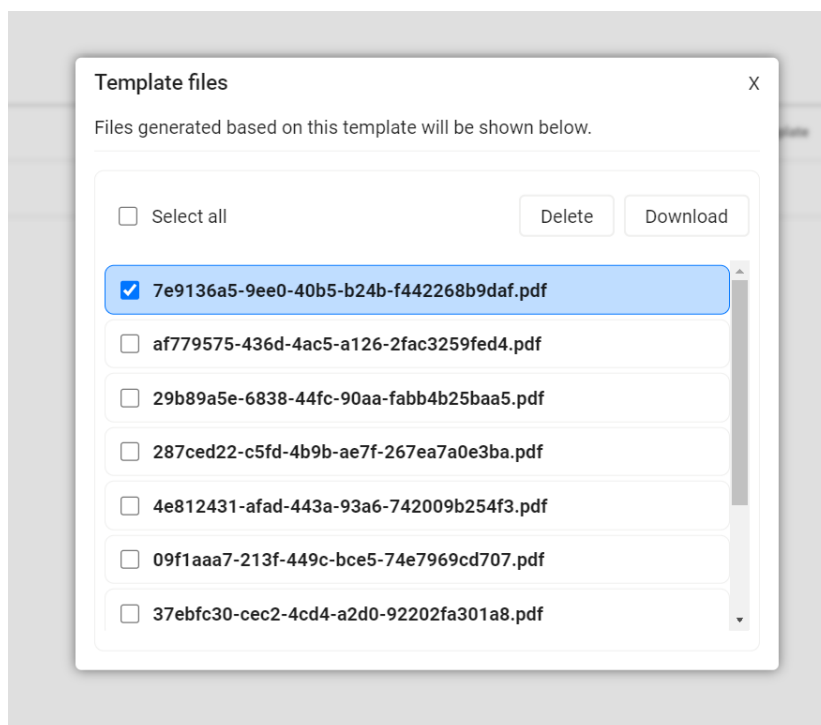 Template files X
Files generated based on this template will be shown below.
Select all Delete Download
7e9136a5-9ee0-40b5-b24b-f442268b9daf.pdf
af779575-436d-4ac5-a126-2fac3259fed4.pdf
29b89a5e-6838-44fc-90aa-fabb4b25baa5.pdf
287ced22-c5fd-4b9b-ae7f-267ea7a0e3ba.pdf
4e812431-afad-443a-93a6-742009b254f3.pdf
09f1aaa7-213f-449c-bce5-74e7969cd707.pdf
37ebfc30-cec2-4cd4-a2d0-92202fa301a8.pdf